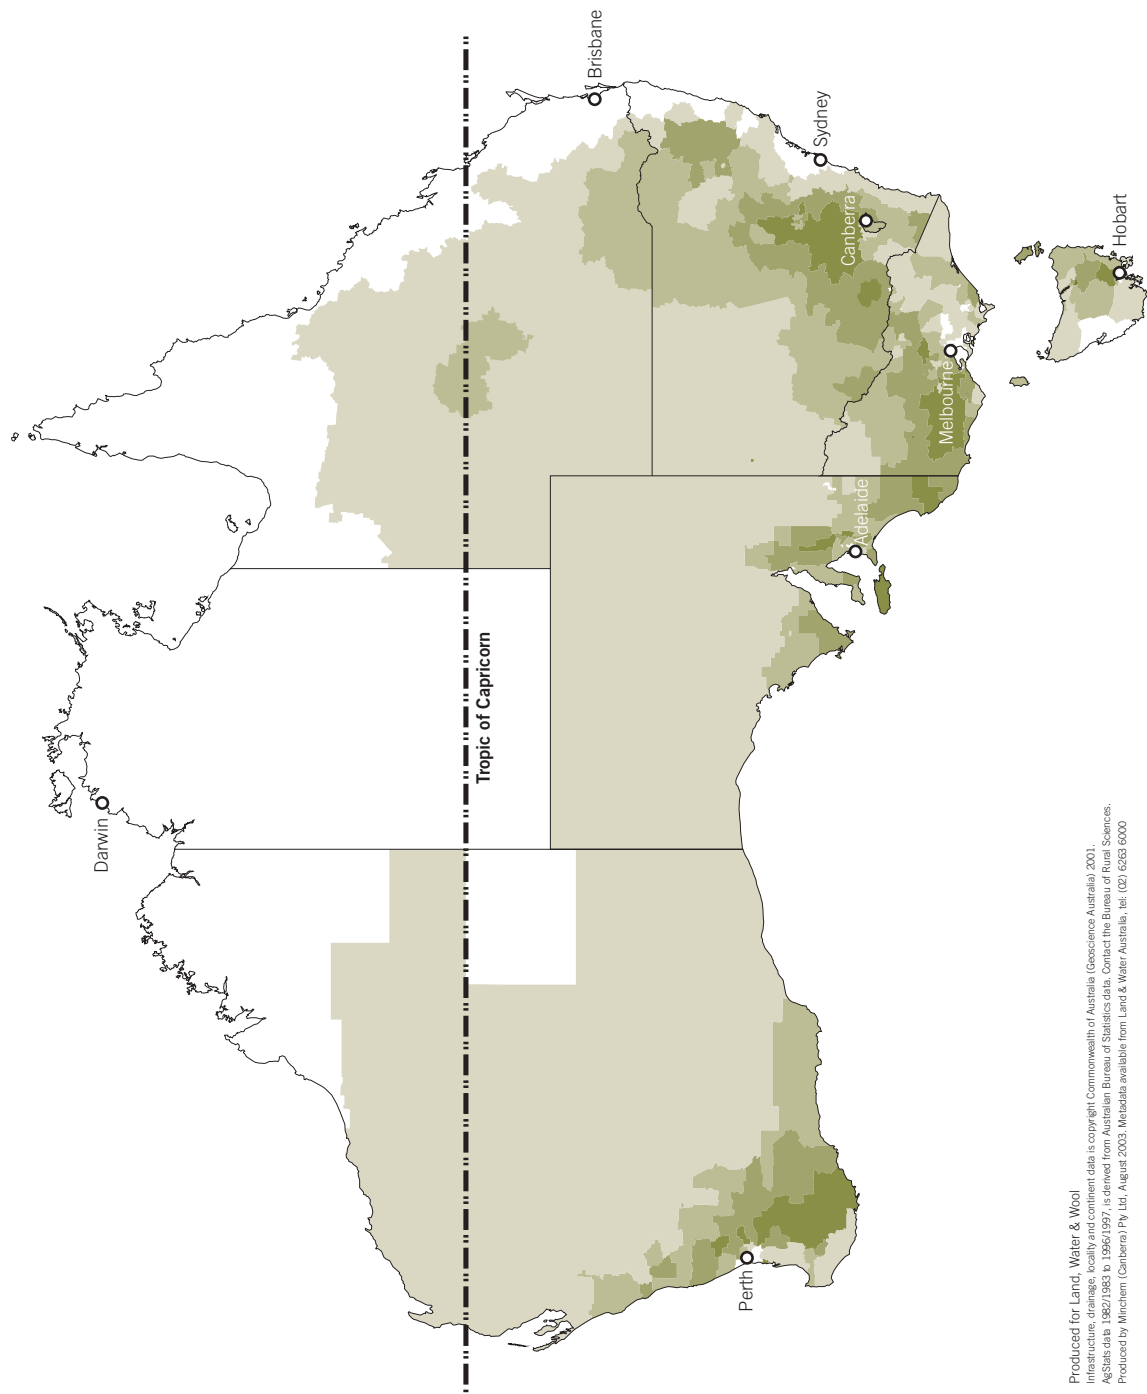 Darwin
Brisbane
Tropic of Capricorn
Perth
Adelaide
Melbourne
Canberra
Sydney
Hobart
Produced for Land, Water & Wool
Infrastructure, drainage, locality and continent data is copyright Commonwealth of Australia (Geoscience Australia) 2001.
AgStats data 1982/1983 to 1996/1997, is derived from Australian Bureau of Statistics data. Contact the Bureau of Rural Sciences.
Produced by Minchem (Canberra) Pty Ltd, August 2003. Metadata available from Land & Water Australia, tel: (02) 6263 6000